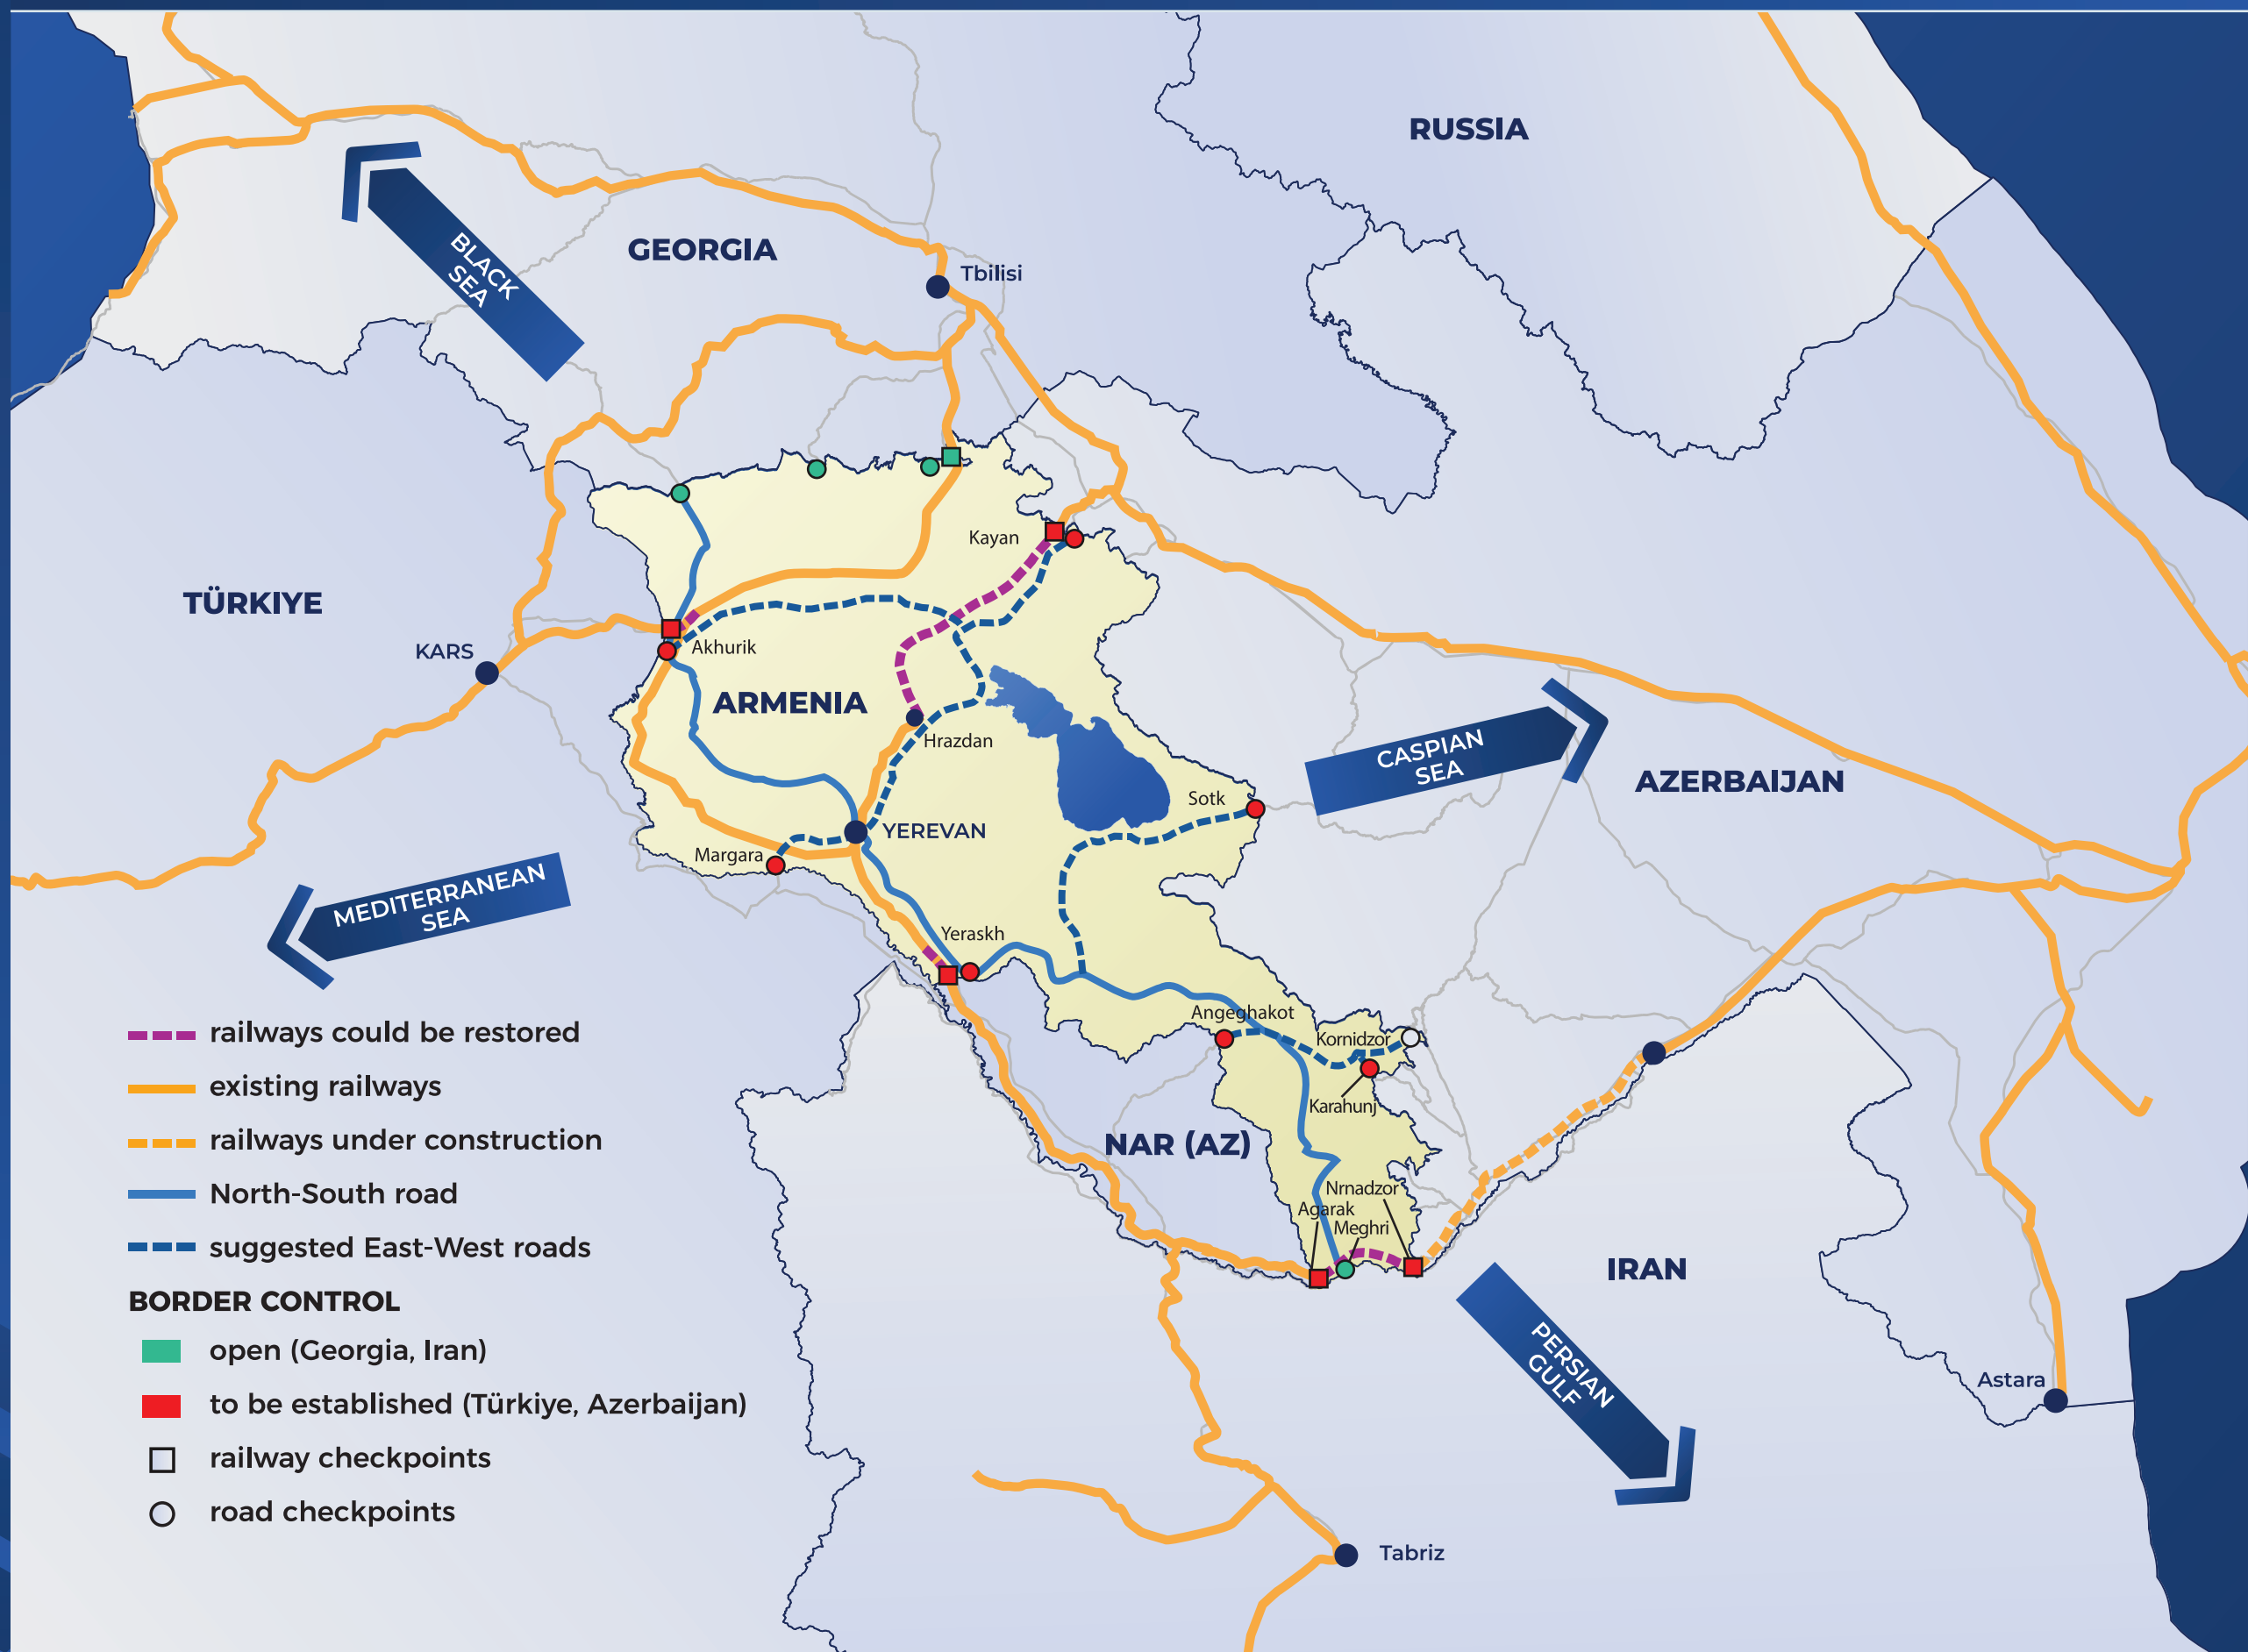 RUSSIA
BLACK
SEA
GEORGIA
Tbilisi
TÜRKIYE
KARS
Kayan
Akhurik
ARMENIA
Hrazdan
CASPIAN
SEA
AZERBAIJAN
Sotk
YEREVAN
Margara
MEDITERRANEAN
SEA
Yeraskh
Angeghakot
Kornidzor
Karahunj
NAR (AZ)
Nrnadzor
Agarak
Meghri
IRAN
PERSIAN
GULF
Astara
Tabriz
railways could be restored
existing railways
railways under construction
North-South road
suggested East-West roads
BORDER CONTROL
open (Georgia, Iran)
to be established (Türkiye, Azerbaijan)
railway checkpoints
road checkpoints